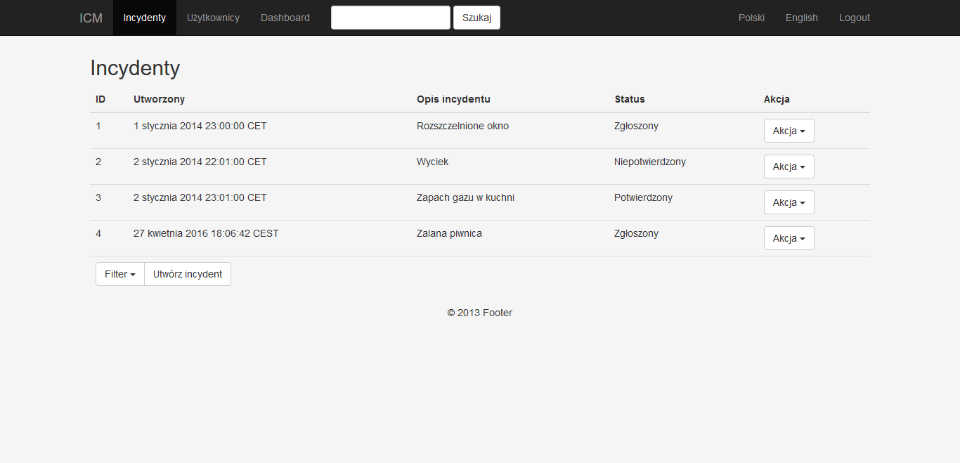 ICM Incydenty Użytkownicy Dashboard Szukaj Polski English Logout
Incydenty
ID Utworzony Opis incydentu Status Akcja
1 1 stycznia 2014 23:00:00 CET Rozszczelnione okno Zgłoszony Akcja
2 2 stycznia 2014 22:01:00 CET Wyciek Niepotwierdzony Akcja
3 2 stycznia 2014 23:01:00 CET Zapach gazu w kuchni Potwierdzony Akcja
4 27 kwietnia 2016 18:06:42 CEST Zalana piwnica Zgłoszony Akcja
Filter Utwórz incydent
© 2013 Footer